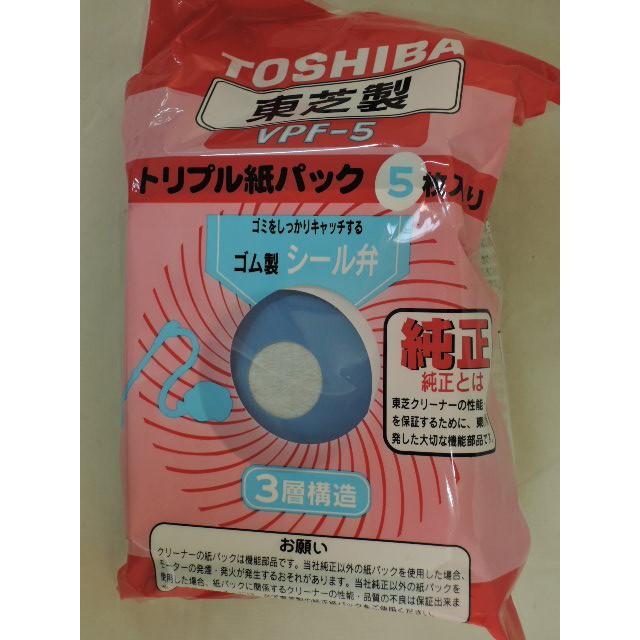 TOSHIBA
東芝製
VPF-5
トリプル紙パック 5枚入り
ゴミをしっかりキャッチする
ゴム製 シール弁
純正
純正とは
東芝クリーナーの性能
を保証するために、東
発した大切な機能部品です。
3層構造
お願い
クリーナーの紙パックは機能部品です。当社純正以外の紙パックを使用した場合、
モーターの発煙・発火が発生するおそれがあります。当社純正以外の紙パックを
使用した場合、紙パックに関係するクリーナーの性能・品質の不良は保証出来ま